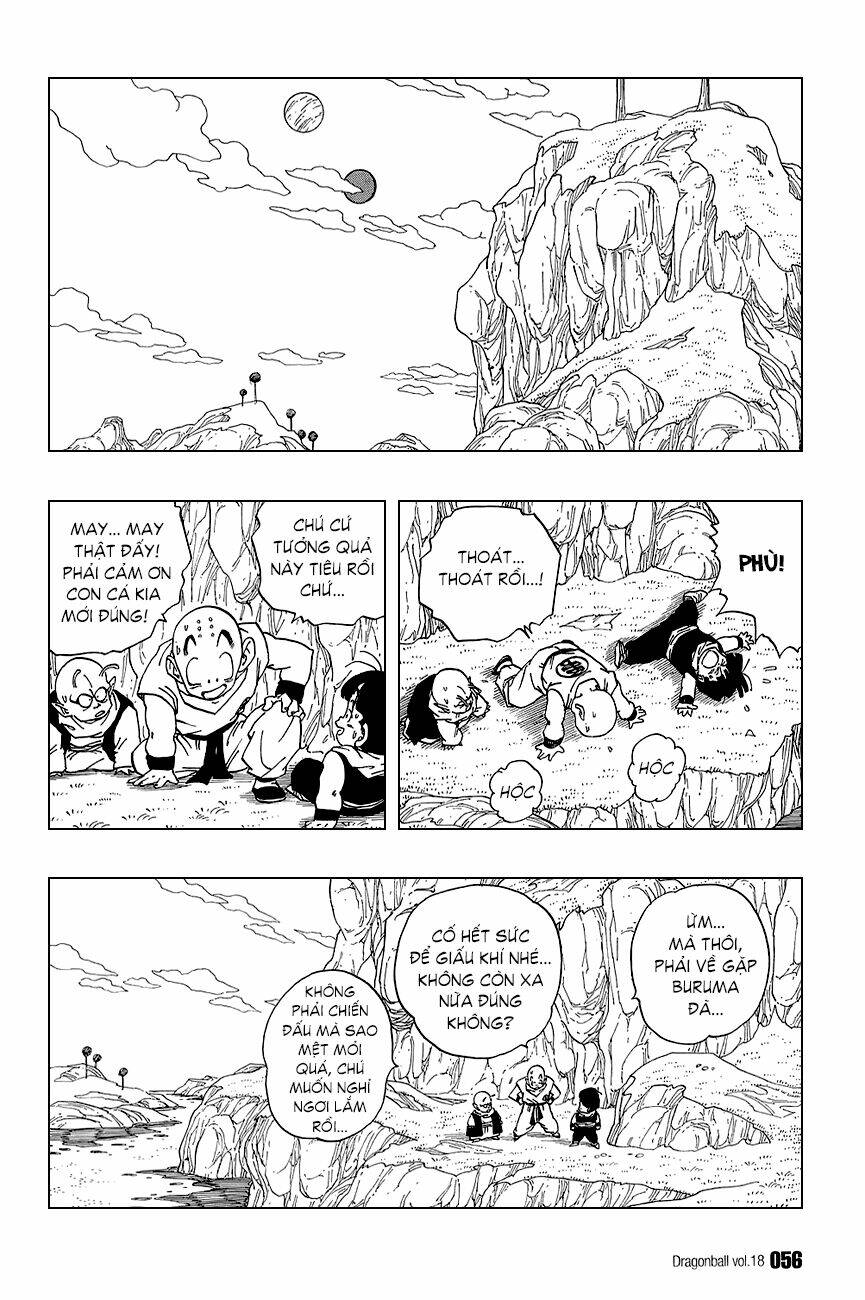 PHÙ!
THOÁT...
THOÁT RỒI...!
HỘC
HỘC
CHÚ CỨ
TƯỞNG QUẢ
NÀY TIÊU RỒI
CHỨ...
MAY... MAY
THẬT ĐẤY!
PHẢI CẢM ƠN
CON CÁ KIA
MỚI ĐÚNG!
ỪM...
MÀ THÔI,
PHẢI VỀ GẶP
BURUMA
ĐÃ...
CỐ HẾT SỨC
ĐỂ GIẤU KHÍ NHÉ...
KHÔNG CÒN XA
NỮA ĐÚNG
KHÔNG?
KHÔNG
PHẢI CHIẾN
ĐẤU MÀ SAO
MỆT MỎI
QUÁ, CHÚ
MUỐN NGHỈ
NGƠI LẮM
RỒI...
Dragonball vol.18 056